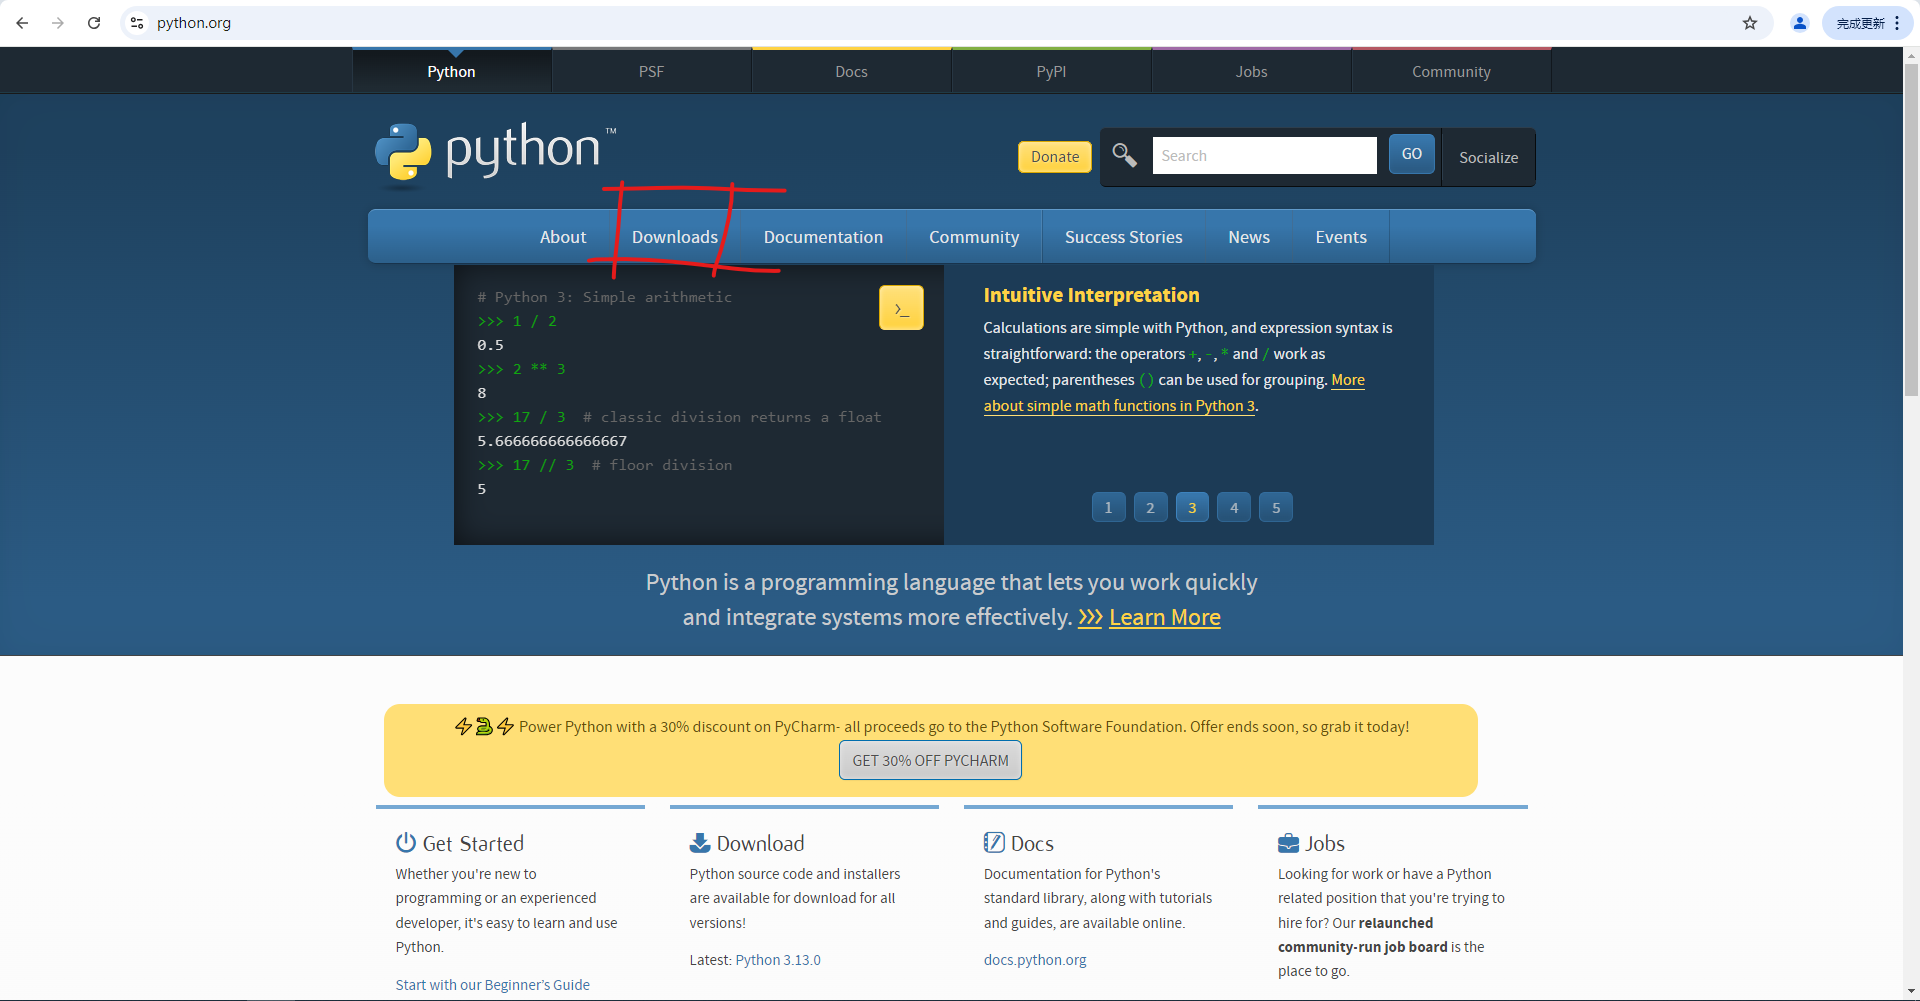 python.org
完成更新
Python
PSF
Docs
PyPI
Jobs
Community
python™
Donate
Search
GO
Socialize
About
Downloads
Documentation
Community
Success Stories
News
Events
# Python 3: Simple arithmetic
>>> 1 / 2
0.5
>>> 2 ** 3
8
>>> 17 / 3  # classic division returns a float
5.666666666666667
>>> 17 // 3  # floor division
5
>_
Intuitive Interpretation
Calculations are simple with Python, and expression syntax is
straightforward: the operators +, -, * and / work as
expected; parentheses () can be used for grouping. More
about simple math functions in Python 3.
1 2 3 4 5
Python is a programming language that lets you work quickly
and integrate systems more effectively. >>> Learn More
⚡🐍⚡ Power Python with a 30% discount on PyCharm- all proceeds go to the Python Software Foundation. Offer ends soon, so grab it today!
GET 30% OFF PYCHARM
Get Started
Whether you're new to
programming or an experienced
developer, it's easy to learn and use
Python.
Start with our Beginner’s Guide
Download
Python source code and installers
are available for download for all
versions!
Latest: Python 3.13.0
Docs
Documentation for Python's
standard library, along with tutorials
and guides, are available online.
docs.python.org
Jobs
Looking for work or have a Python
related position that you're trying to
hire for? Our relaunched
community-run job board is the
place to go.